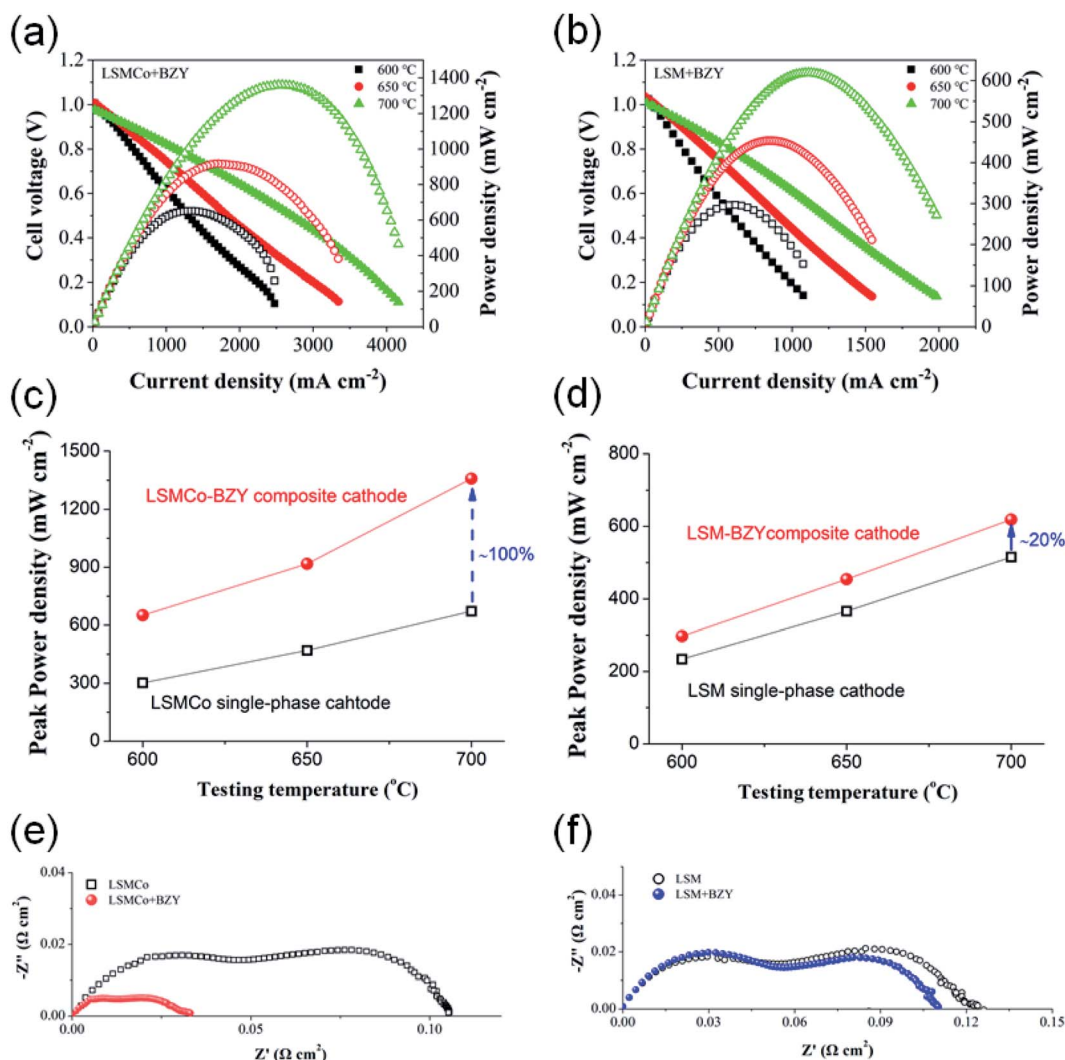 (a)
LSMCo+BZY
600 °C
650 °C
700 °C
Cell voltage (V)
1.2
1.0
0.8
0.6
0.4
0.2
0.0
Power density (mW cm-2)
1400
1200
1000
800
600
400
200
0
0 1000 2000 3000 4000
Current density (mA cm-2)
(b)
LSM+BZY
600 °C
650 °C
700 °C
Cell voltage (V)
1.2
1.0
0.8
0.6
0.4
0.2
0.0
Power density (mW cm-2)
600
500
400
300
200
100
0
0 500 1000 1500 2000
Current density (mA cm-2)
(c)
Peak Power density (mW cm-2)
1500
1200
900
600
300
0
LSMCo-BZY composite cathode
~100%
LSMCo single-phase cahtode
600 650 700
Testing temperature (oC)
(d)
Peak Power density (mW cm-2)
800
600
400
200
0
LSM-BZYcomposite cathode
~20%
LSM single-phase cathode
600 650 700
Testing temperature (oC)
(e)
-Z'' (Ω cm2)
0.04
0.02
0.00
LSMCo
LSMCo+BZY
0.00 0.05 0.10
Z' (Ω cm2)
(f)
-Z'' (Ω cm2)
0.04
0.02
0.00
LSM
LSM+BZY
0.00 0.03 0.06 0.09 0.12 0.15
Z' (Ω cm2)